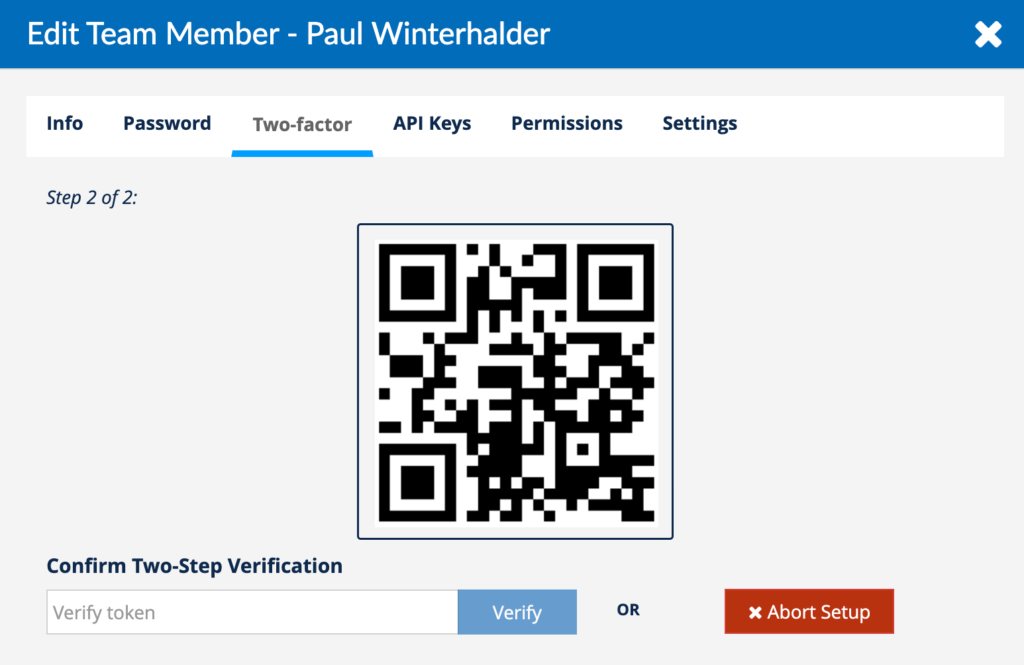 Edit Team Member - Paul Winterhalder
Info Password Two-factor API Keys Permissions Settings
Step 2 of 2:
Confirm Two-Step Verification
Verify token Verify OR Abort Setup